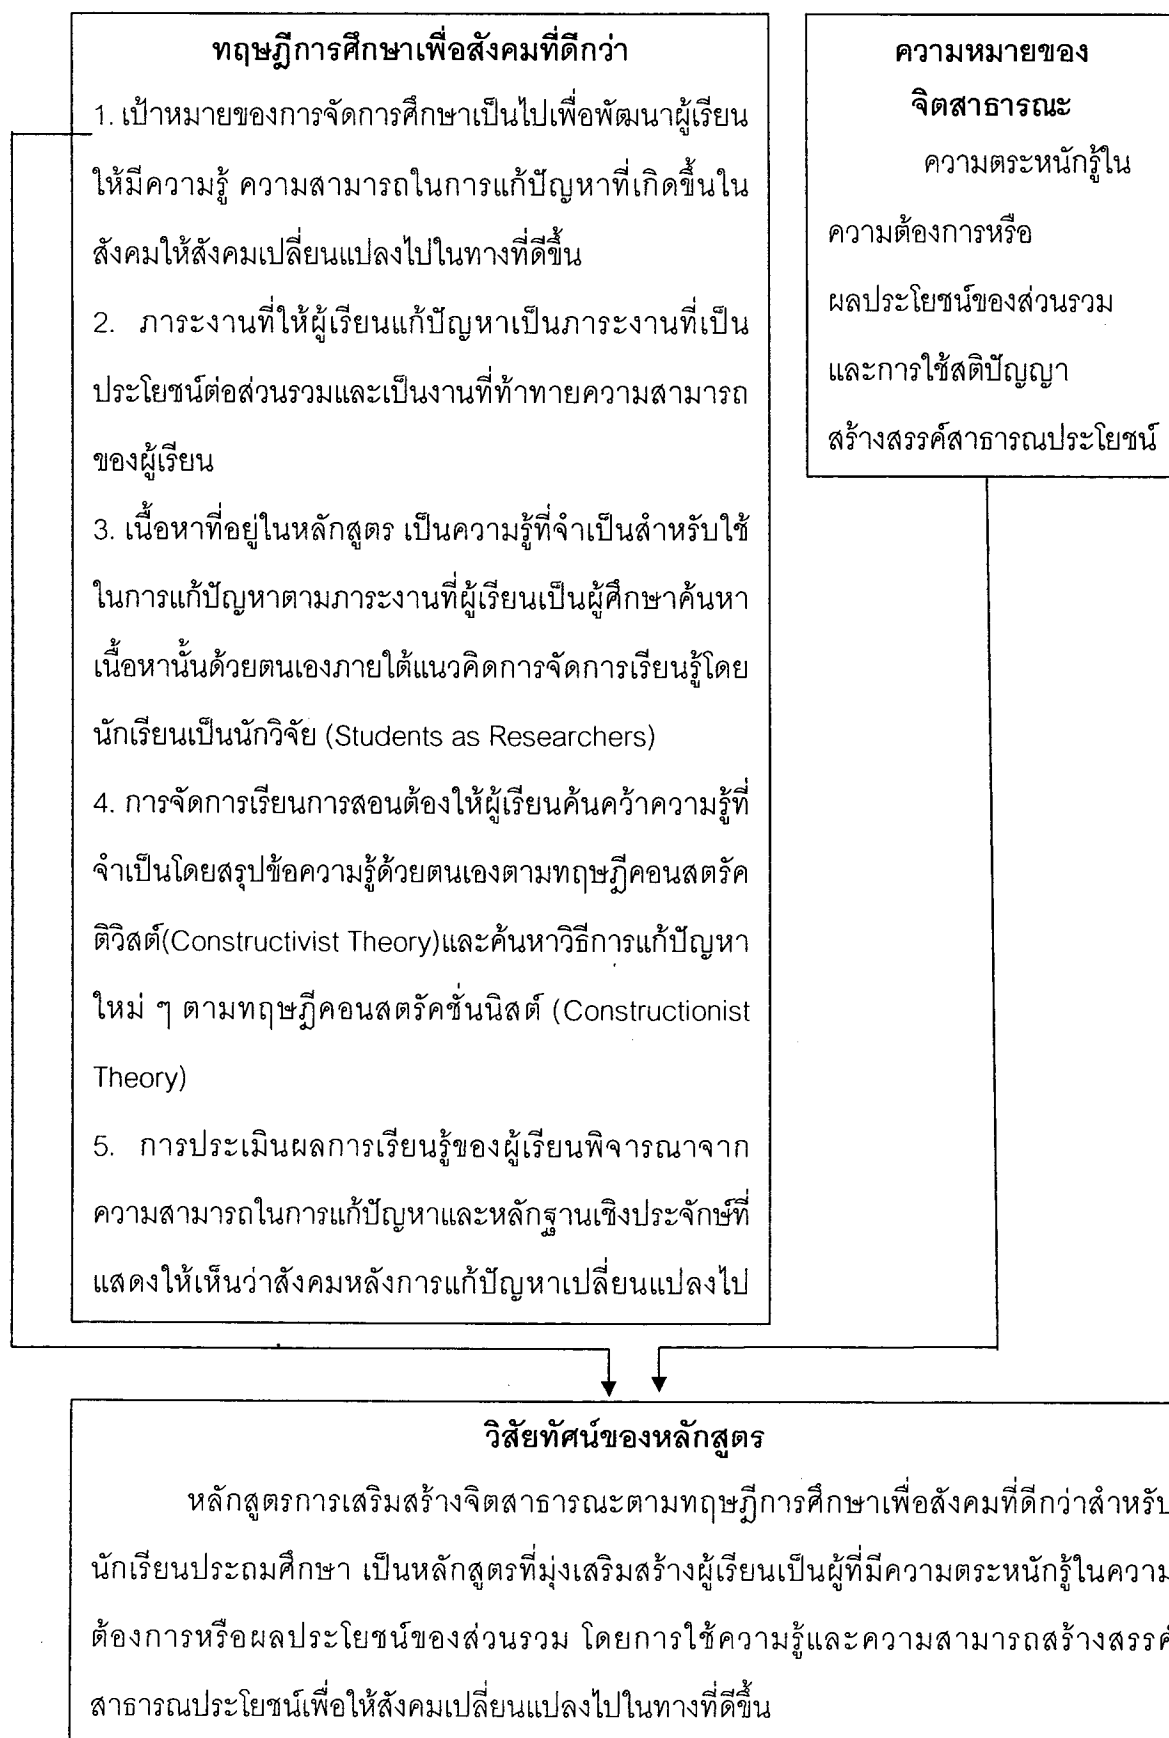 ทฤษฎีการศึกษาเพื่อสังคมที่ดีกว่า
1. เป้าหมายของการจัดการศึกษาเป็นไปเพื่อพัฒนาผู้เรียน
ให้มีความรู้ ความสามารถในการแก้ปัญหาที่เกิดขึ้นใน
สังคมให้สังคมเปลี่ยนแปลงไปในทางที่ดีขึ้น
2. ภาระงานที่ให้ผู้เรียนแก้ปัญหาเป็นภาระงานที่เป็น
ประโยชน์ต่อส่วนรวมและเป็นงานที่ท้าทายความสามารถ
ของผู้เรียน
3. เนื้อหาที่อยู่ในหลักสูตร เป็นความรู้ที่จำเป็นสำหรับใช้
ในการแก้ปัญหาตามภาระงานที่ผู้เรียนเป็นผู้ศึกษาค้นหา
เนื้อหานั้นด้วยตนเองภายใต้แนวคิดการจัดการเรียนรู้โดย
นักเรียนเป็นนักวิจัย (Students as Researchers)
4. การจัดการเรียนการสอนต้องให้ผู้เรียนค้นคว้าความรู้ที่
จำเป็นโดยสรุปข้อความรู้ด้วยตนเองตามทฤษฎีคอนสตรัค
ติวิสต์(Constructivist Theory)และค้นหาวิธีการแก้ปัญหา
ใหม่ ๆ ตามทฤษฎีคอนสตรัคชั่นนิสต์ (Constructionist
Theory)
5. การประเมินผลการเรียนรู้ของผู้เรียนพิจารณาจาก
ความสามารถในการแก้ปัญหาและหลักฐานเชิงประจักษ์ที่
แสดงให้เห็นว่าสังคมหลังการแก้ปัญหาเปลี่ยนแปลงไป
ความหมายของ
จิตสาธารณะ
ความตระหนักรู้ใน
ความต้องการหรือ
ผลประโยชน์ของส่วนรวม
และการใช้สติปัญญา
สร้างสรรค์สาธารณประโยชน์
วิสัยทัศน์ของหลักสูตร
หลักสูตรการเสริมสร้างจิตสาธารณะตามทฤษฎีการศึกษาเพื่อสังคมที่ดีกว่าสำหรับ
นักเรียนประถมศึกษา เป็นหลักสูตรที่มุ่งเสริมสร้างผู้เรียนเป็นผู้ที่มีความตระหนักรู้ในความ
ต้องการหรือผลประโยชน์ของส่วนรวม โดยการใช้ความรู้และความสามารถสร้างสรรค์
สาธารณประโยชน์เพื่อให้สังคมเปลี่ยนแปลงไปในทางที่ดีขึ้น